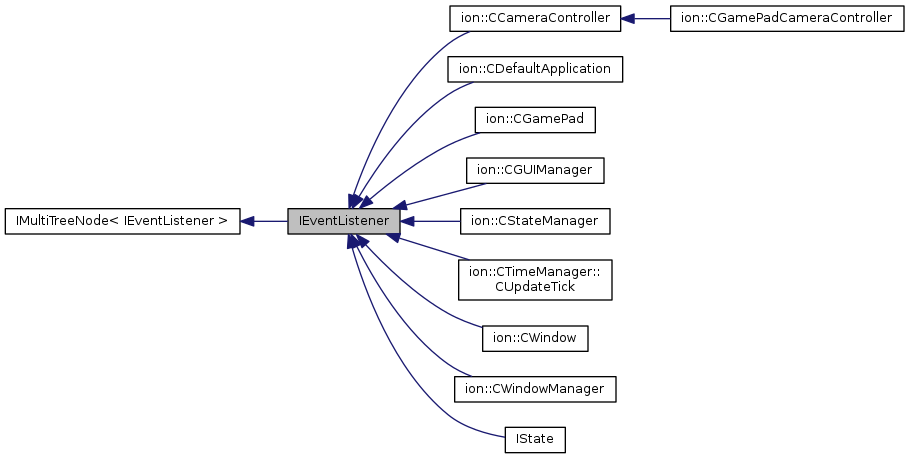 ion::CCameraController
ion::CGamePadCameraController
ion::CDefaultApplication
ion::CGamePad
ion::CGUIManager
IMultiTreeNode< IEventListener >
IEventListener
ion::CStateManager
ion::CTimeManager::
CUpdateTick
ion::CWindow
ion::CWindowManager
IState